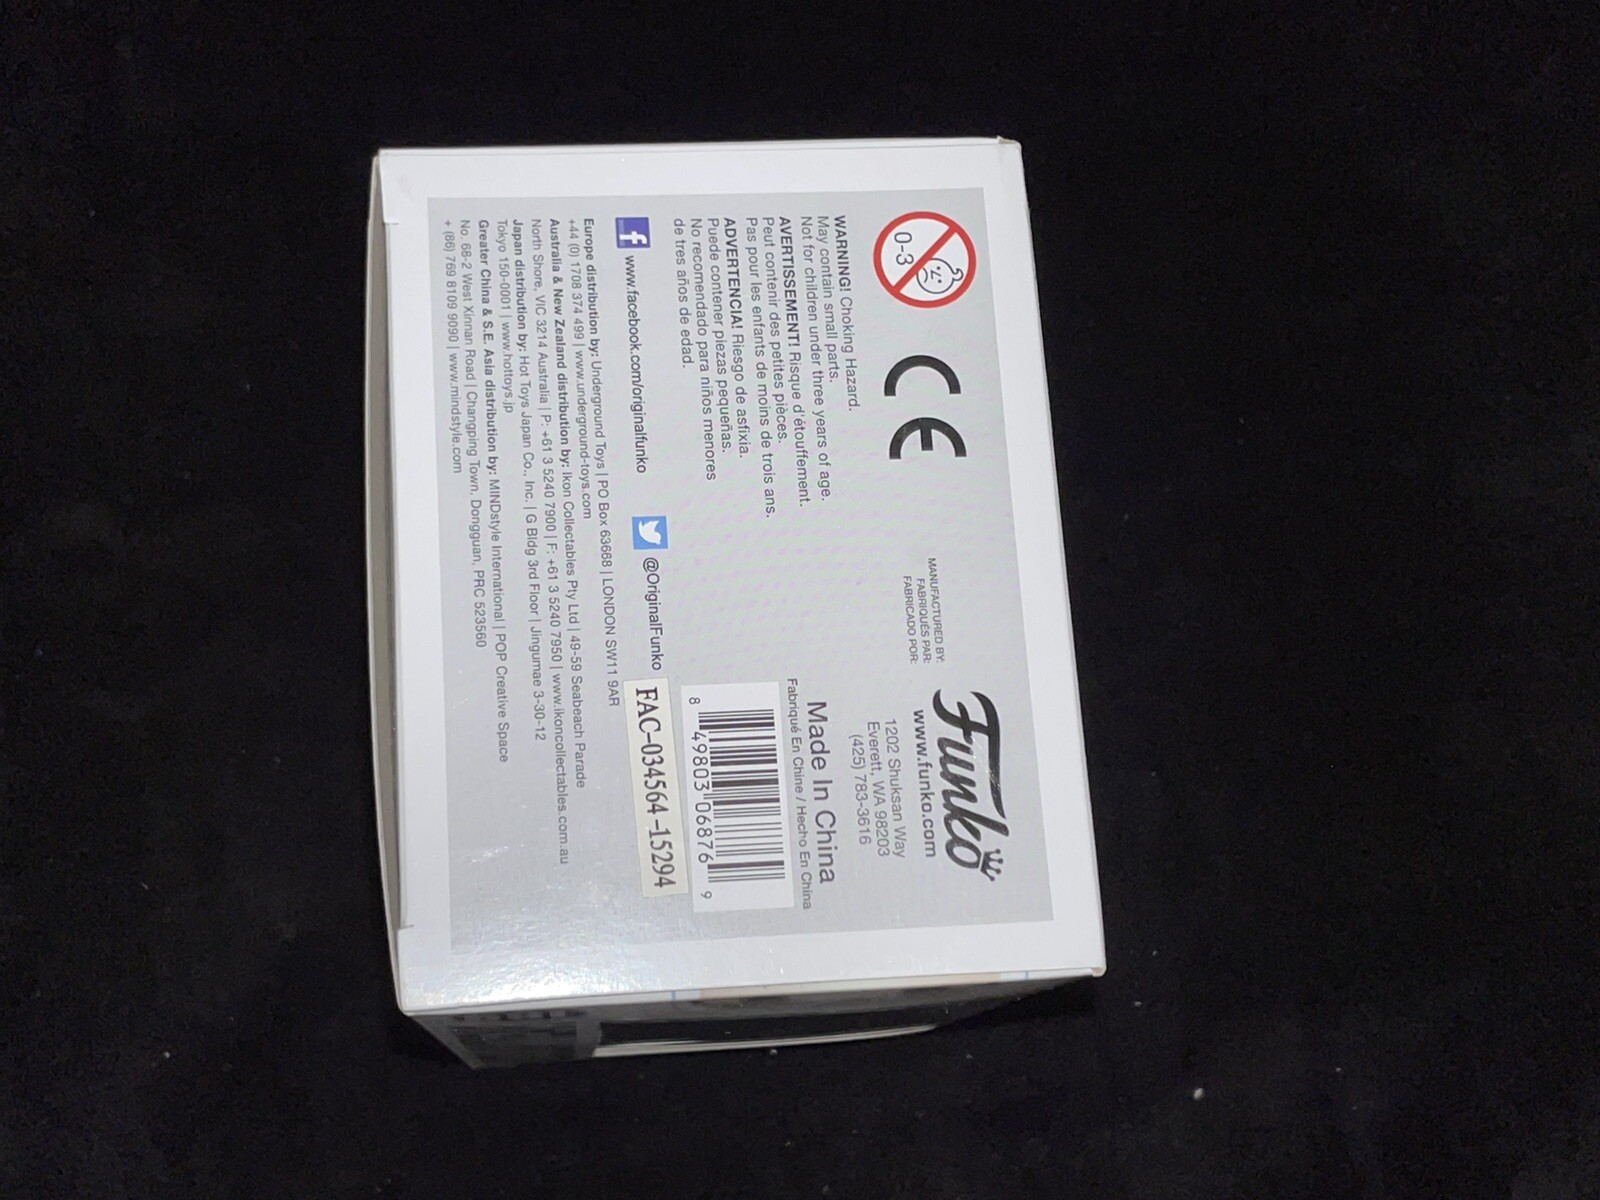 0-3
CE
MANUFACTURED BY:
FABRIQUÉS PAR:
FABRICADO POR:
Funko
www.funko.com
1202 Shuksan Way
Everett, WA 98203
(425) 783-3616
WARNING! Choking Hazard.
May contain small parts.
Not for children under three years of age.
AVERTISSEMENT! Risque d'étouffement.
Peut contenir des petites pièces.
Pas pour les enfants de moins de trois ans.
ADVERTENCIA! Riesgo de asfixia.
Puede contener piezas pequeñas.
No recomendado para niños menores
de tres años de edad.
Made In China
Fabriqué En Chine / Hecho En China
8 49803 06876 9
f www.facebook.com/originalfunko
@OriginalFunko
FAC-034564-15294
Europe distribution by: Underground Toys | PO Box 63668 | LONDON SW11 9AR
+44 (0) 1708 374 499 | www.underground-toys.com
Australia & New Zealand distribution by: Ikon Collectables Pty Ltd | 49-59 Seabeach Parade
North Shore, VIC 3214 Australia | P: +61 3 5240 7900 | F: +61 3 5240 7950 | www.ikoncollectables.com.au
Japan distribution by: Hot Toys Japan Co., Inc. | G Bldg 3rd Floor | Jingumae 3-30-12
Tokyo 150-0001 | www.hottoys.jp
Greater China & S.E. Asia distribution by: MINDstyle International | POP Creative Space
No. 68-2 West Xinnan Road | Changping Town, Dongguan, PRC 523560
+ (86) 769 8109 9090 | www.mindstyle.com